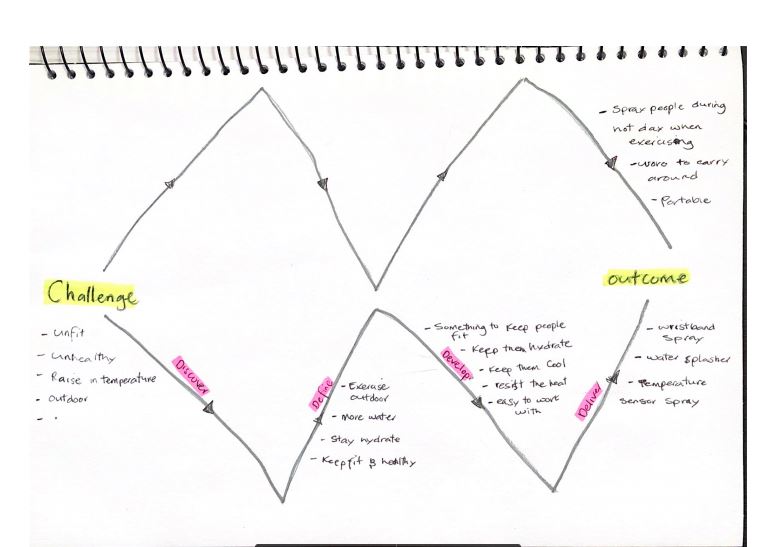 - Spray people during
hot day when
exercising
- wore to carry
around
- Portable
Challenge
outcome
- Unfit
- Unhealthy
- Raise in temperature
- outdoor
- .
Discover
Define
- Exercise
outdoor
- More water
- Stay hydrate
- Keep fit & healthy
- Something to keep people
fit
- Keep them hydrate
- Keep them cool
- resist the heat
- easy to work
with
Develop
Deliver
- wristband
Spray
- water splasher
- Temperature
sensor spray